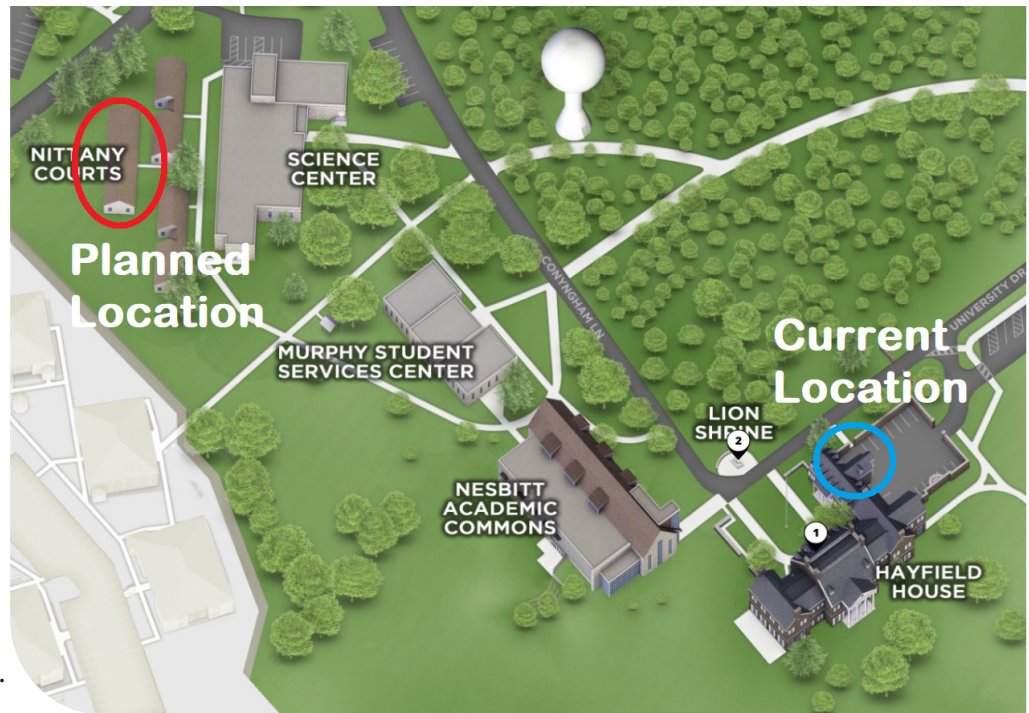 NITTANY
COURTS
SCIENCE
CENTER
Planned
Location
CONYNGHAM LN
UNIVERSITY DR
MURPHY STUDENT
SERVICES CENTER
Current
Location
LION
SHRINE
2
NESBITT
ACADEMIC
COMMONS
1
HAYFIELD
HOUSE
.